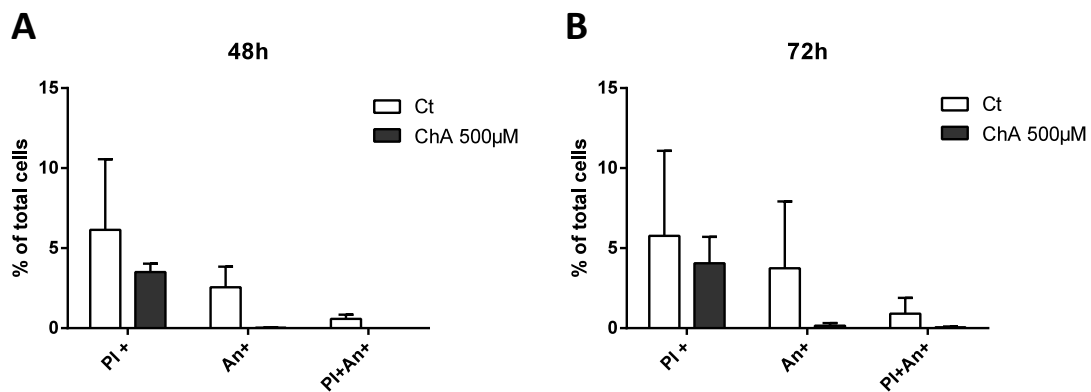 A
48h
% of total cells
15
10
5
0
Ct
ChA 500µM
PI +
An+
PI+An+
B
72h
% of total cells
15
10
5
0
Ct
ChA 500µM
PI +
An+
PI+An+